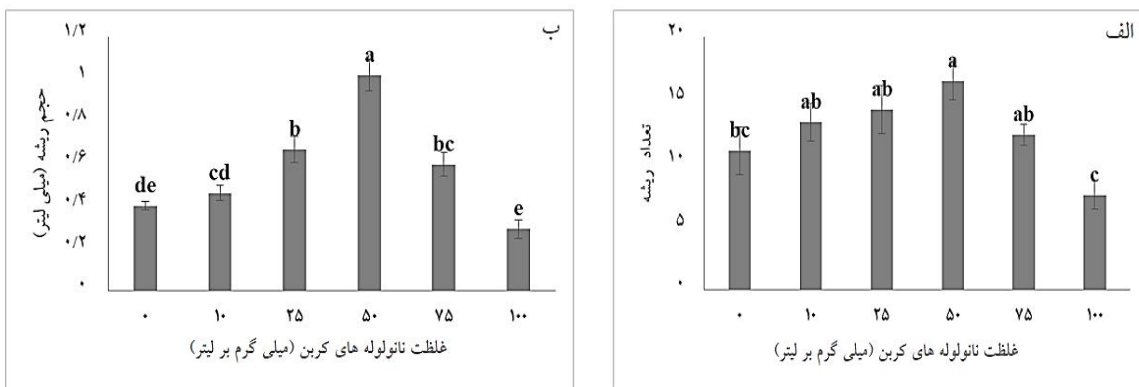 الف
۲۰
۱۵
۱۰
۵
۰
تعداد ریشه
bc
ab
ab
a
ab
c
۰ ۱۰ ۲۵ ۵۰ ۷۵ ۱۰۰
غلظت نانولوله های کربن (میلی گرم بر لیتر)
ب
۱/۲
۱
۰/۸
۰/۶
۰/۴
۰/۲
۰
حجم ریشه (میلی لیتر)
de
cd
b
a
bc
e
۰ ۱۰ ۲۵ ۵۰ ۷۵ ۱۰۰
غلظت نانولوله های کربن (میلی گرم بر لیتر)